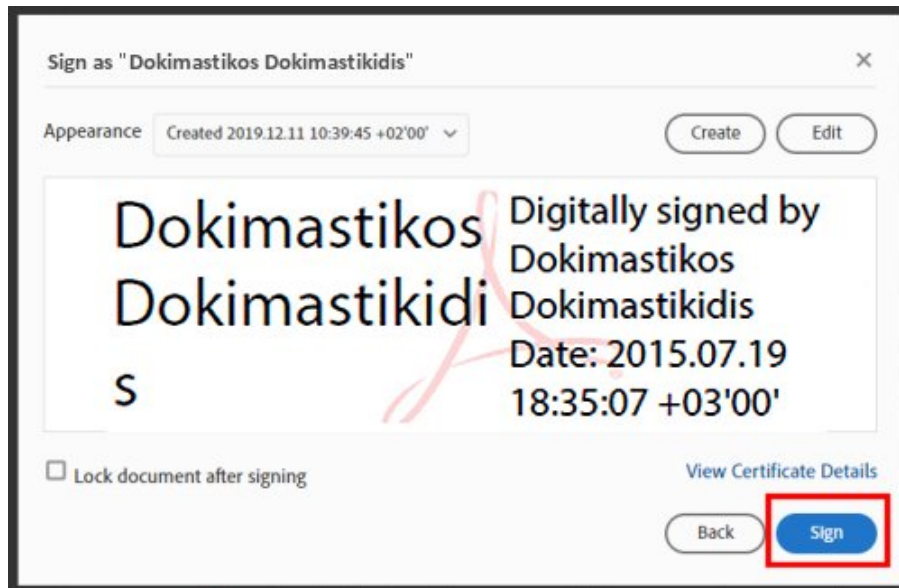 Sign as "Dokimastikos Dokimastikidis"
Appearance Created 2019.12.11 10:39:45 +02'00' Create Edit
Dokimastikos
Dokimastikidi
s
Digitally signed by
Dokimastikos
Dokimastikidis
Date: 2015.07.19
18:35:07 +03'00'
Lock document after signing
View Certificate Details
Back Sign